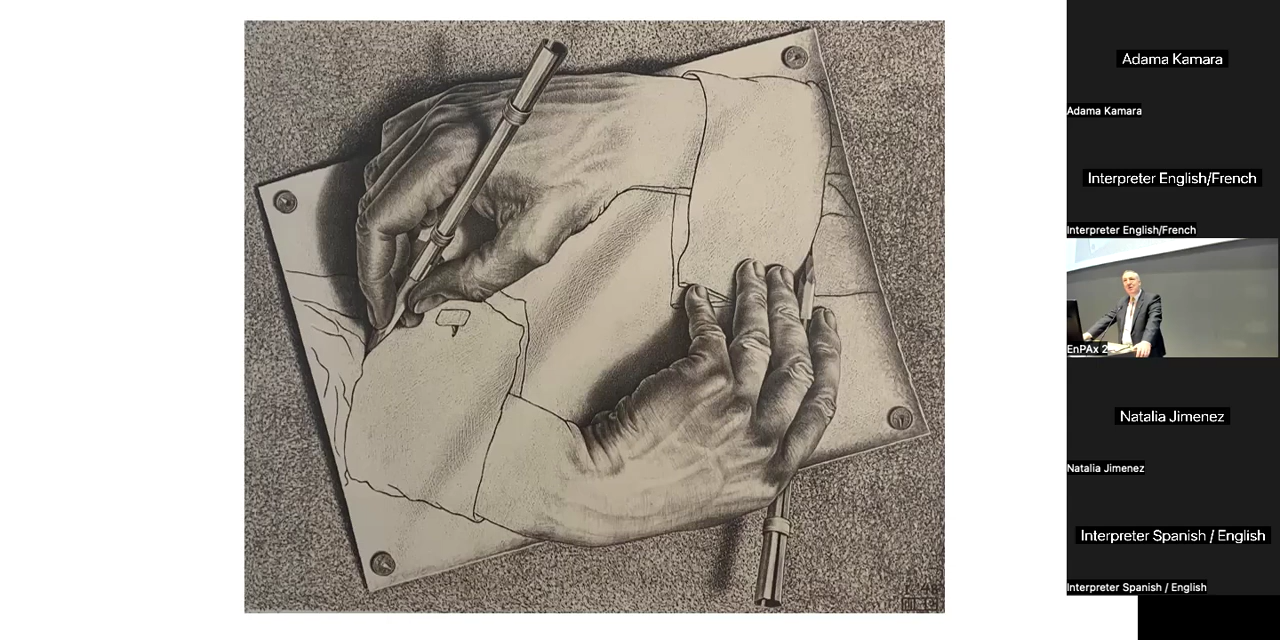 Adama Kamara
Adama Kamara
Interpreter English/French
Interpreter English/French
EnPAx 2
Natalia Jimenez
Natalia Jimenez
Interpreter Spanish / English
Interpreter Spanish / English